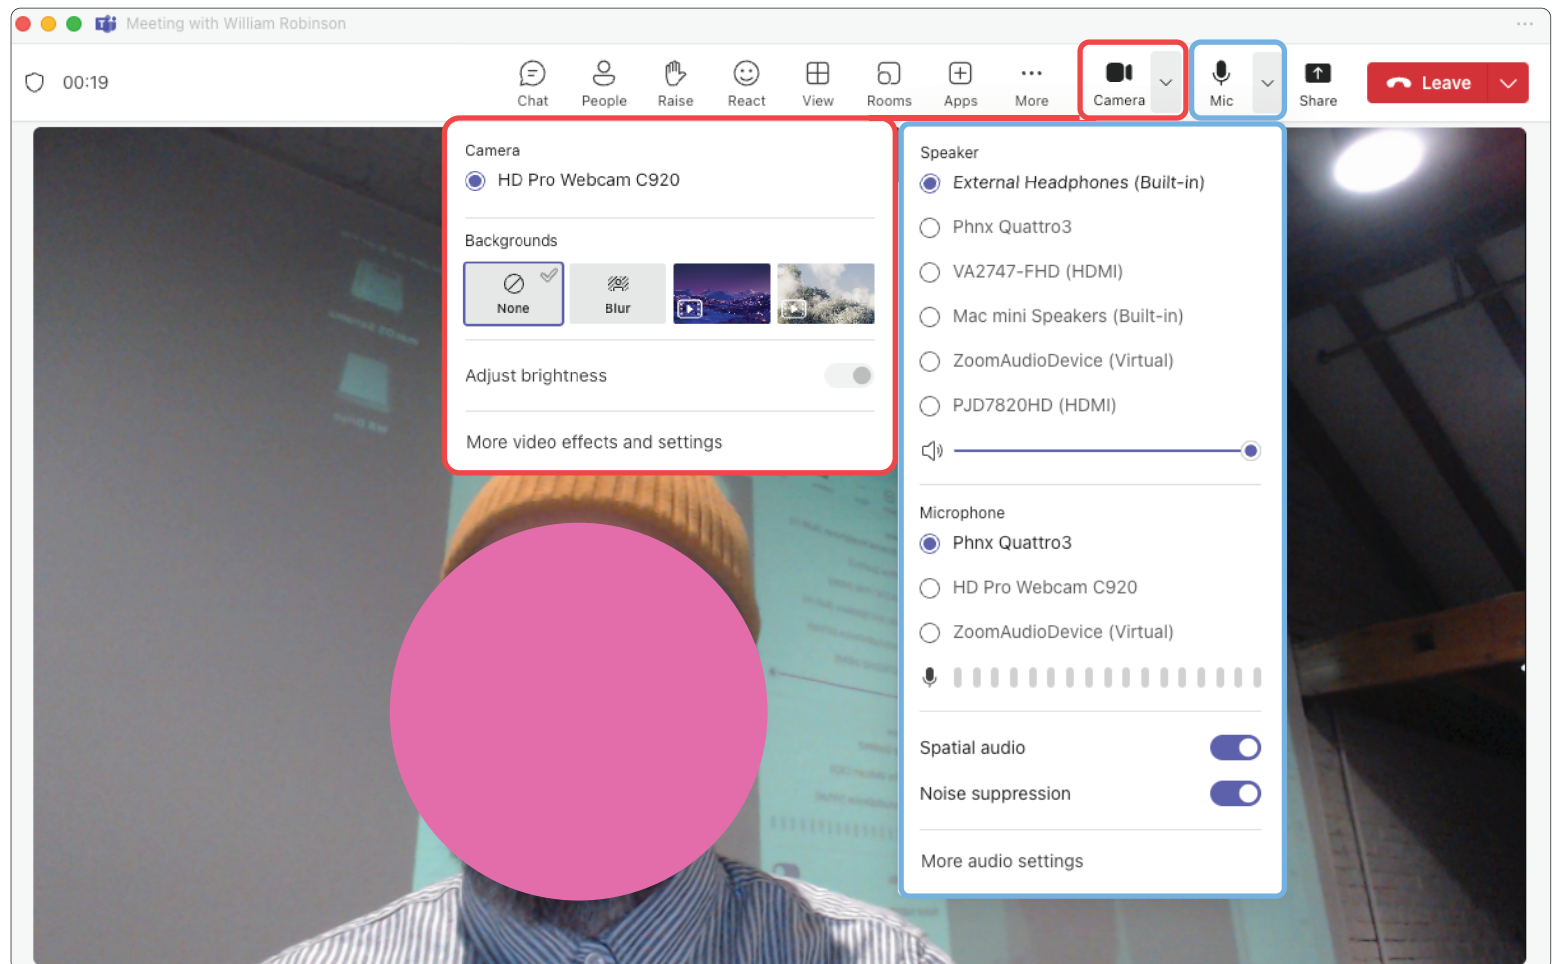 Meeting with William Robinson
00:19
Chat
People
Raise
React
View
Rooms
Apps
More
Camera
Mic
Share
Leave
Camera
HD Pro Webcam C920
Backgrounds
None
Blur
Adjust brightness
More video effects and settings
Speaker
External Headphones (Built-in)
Phnx Quattro3
VA2747-FHD (HDMI)
Mac mini Speakers (Built-in)
ZoomAudioDevice (Virtual)
PJD7820HD (HDMI)
Microphone
Phnx Quattro3
HD Pro Webcam C920
ZoomAudioDevice (Virtual)
Spatial audio
Noise suppression
More audio settings